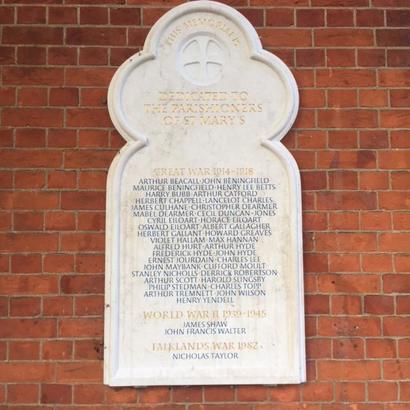 THIS MEMORIAL
DEDICATED TO
THE PARISHIONERS
OF ST MARY'S
GREAT WAR 1914-1918
ARTHUR BEACALL·JOHN BENINGFIELD
MAURICE BENINGFIELD·HENRY LEE BETTS
HARRY BUBB·ARTHUR CATFORD
HERBERT CHAPPELL·LANCELOT CHARLES
JAMES CULHANE·CHRISTOPHER DEARMER
MABEL DEARMER·CECIL DUNCAN-JONES
CYRIL EILOART·HORACE EILOART
OSWALD EILOART·ALBERT GALLAGHER
HERBERT GALLANT·HOWARD GREAVES
VIOLET HALLAM·MAX HANNAN
ALFRED HURT·ARTHUR HYDE
FREDERICK HYDE·JOHN HYDE
ERNEST JOURDAIN·CHARLES LEE
JOHN MAYBANK·CLIFFORD MOULT
STANLEY NICHOLLS·DERRICK ROBERTSON
ARTHUR SCOTT·HAROLD SLINGSBY
PHILIP STEDMAN·CHARLES TOPP
ARTHUR TREMNETT·JOHN WILSON
HENRY YENDELL
WORLD WAR II 1939-1945
JAMES SHAW
JOHN FRANCIS WALTER
FALKLANDS WAR 1982
NICHOLAS TAYLOR